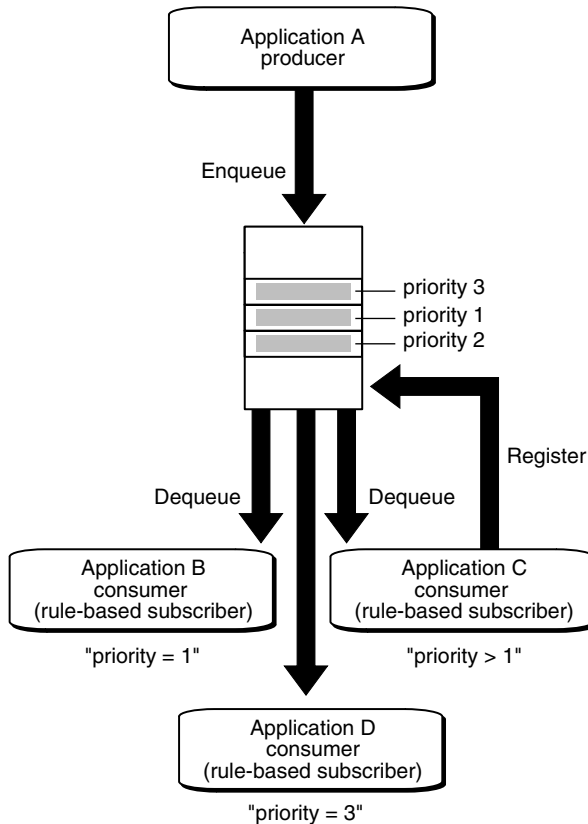 Application A
producer
Enqueue
priority 3
priority 1
priority 2
Register
Dequeue
Dequeue
Application B
consumer
(rule-based subscriber)
"priority = 1"
Application C
consumer
(rule-based subscriber)
"priority > 1"
Application D
consumer
(rule-based subscriber)
"priority = 3"